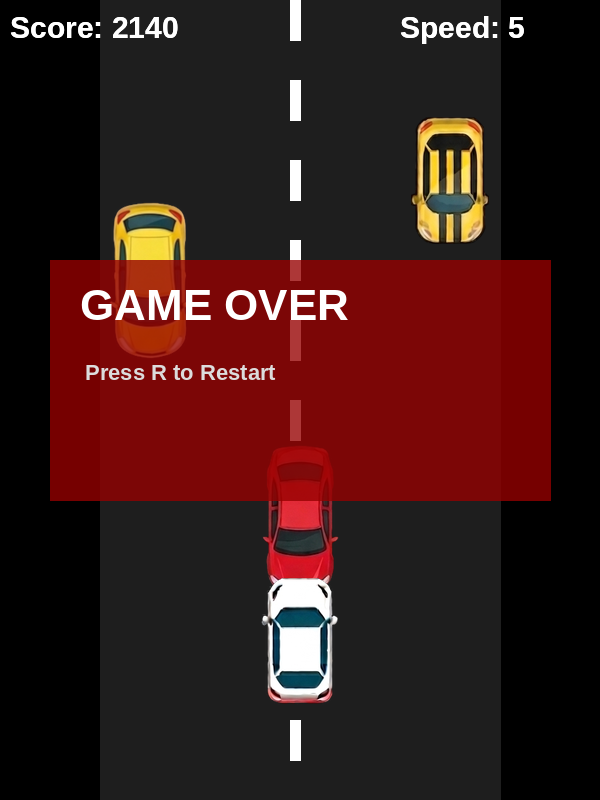 Score: 2140
Speed: 5
GAME OVER
Press R to Restart